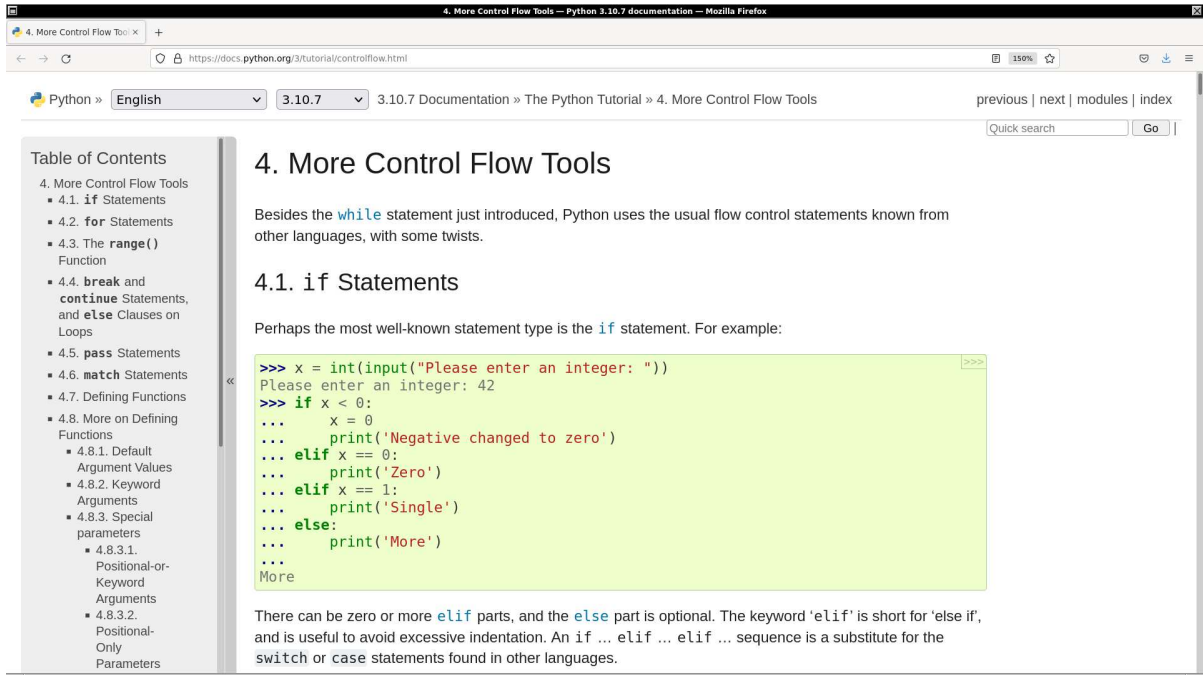 4. More Control Flow Tools — Python 3.10.7 documentation — Mozilla Firefox
4. More Control Flow Tool
https://docs.python.org/3/tutorial/controlflow.html
150%
Python » English 3.10.7 3.10.7 Documentation » The Python Tutorial » 4. More Control Flow Tools
previous | next | modules | index
Quick search Go |
Table of Contents
4. More Control Flow Tools
4.1. if Statements
4.2. for Statements
4.3. The range()
Function
4.4. break and
continue Statements,
and else Clauses on
Loops
4.5. pass Statements
4.6. match Statements
4.7. Defining Functions
4.8. More on Defining
Functions
4.8.1. Default
Argument Values
4.8.2. Keyword
Arguments
4.8.3. Special
parameters
4.8.3.1.
Positional-or-
Keyword
Arguments
4.8.3.2.
Positional-
Only
Parameters
«
4. More Control Flow Tools
Besides the while statement just introduced, Python uses the usual flow control statements known from
other languages, with some twists.
4.1. if Statements
Perhaps the most well-known statement type is the if statement. For example:
>>>
>>> x = int(input("Please enter an integer: "))
Please enter an integer: 42
>>> if x < 0:
...     x = 0
...     print('Negative changed to zero')
... elif x == 0:
...     print('Zero')
... elif x == 1:
...     print('Single')
... else:
...     print('More')
...
More
There can be zero or more elif parts, and the else part is optional. The keyword ‘elif’ is short for ‘else if’,
and is useful to avoid excessive indentation. An if … elif … elif … sequence is a substitute for the
switch or case statements found in other languages.